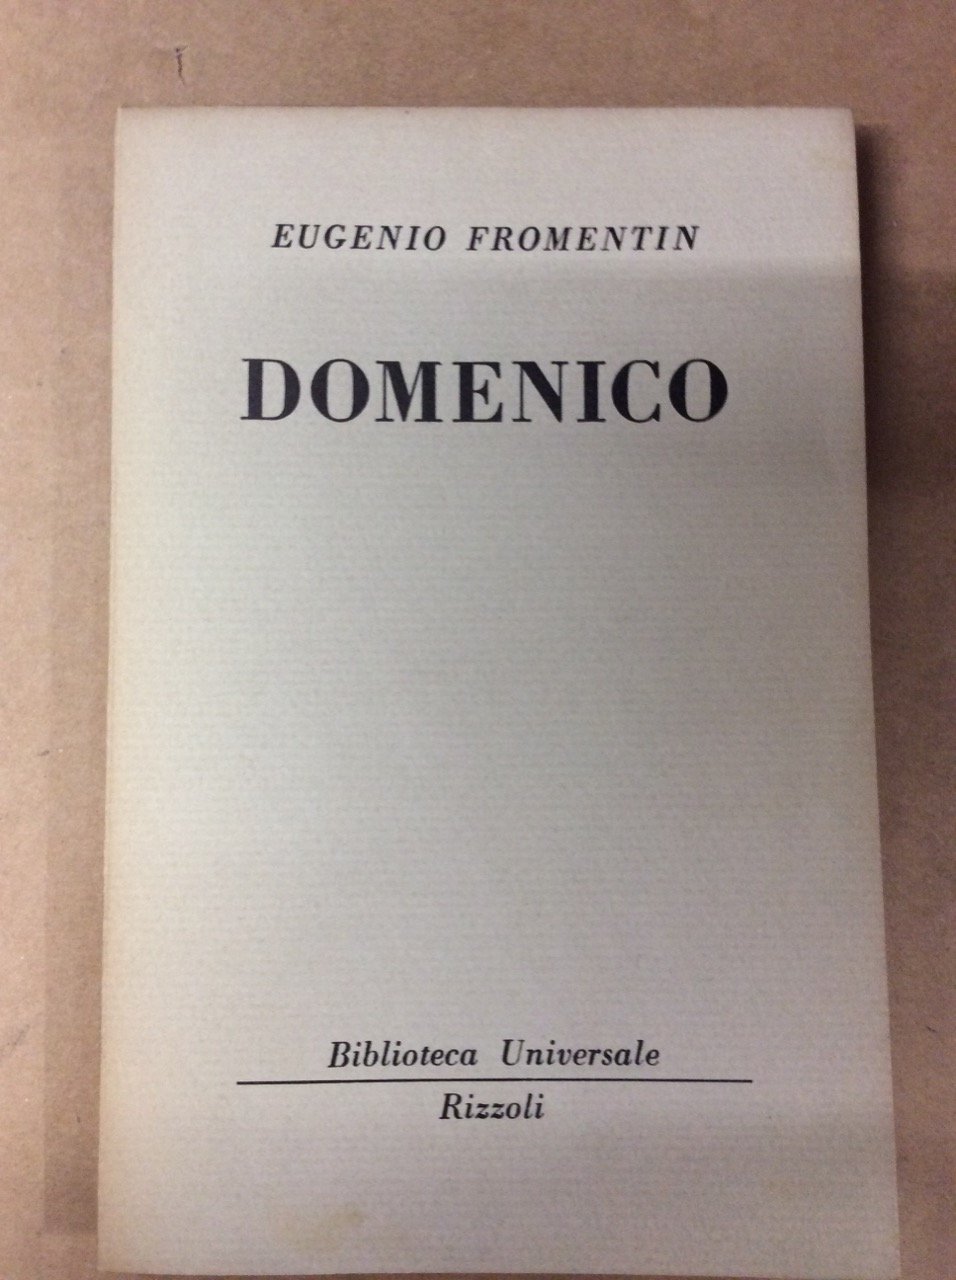 EUGENIO FROMENTIN
DOMENICO
Biblioteca Universale
Rizzoli